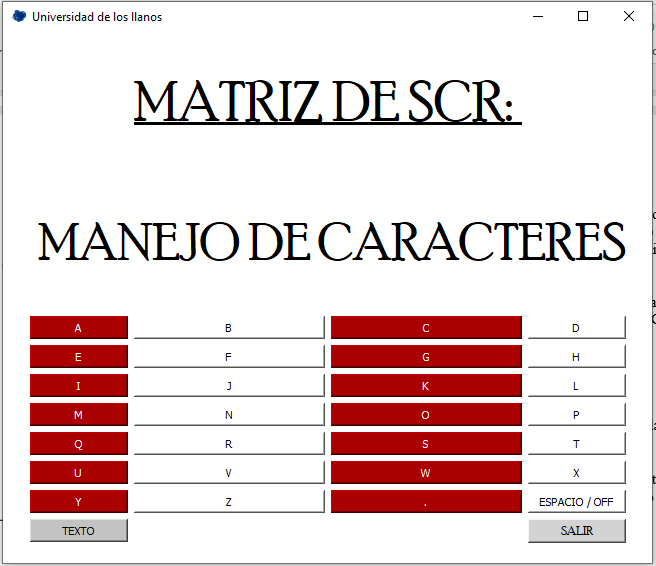 Universidad de los llanos
MATRIZ DE SCR:
MANEJO DE CARACTERES
A B C D
E F G H
I J K L
M N O P
Q R S T
U V W X
Y Z . ESPACIO / OFF
TEXTO SALIR